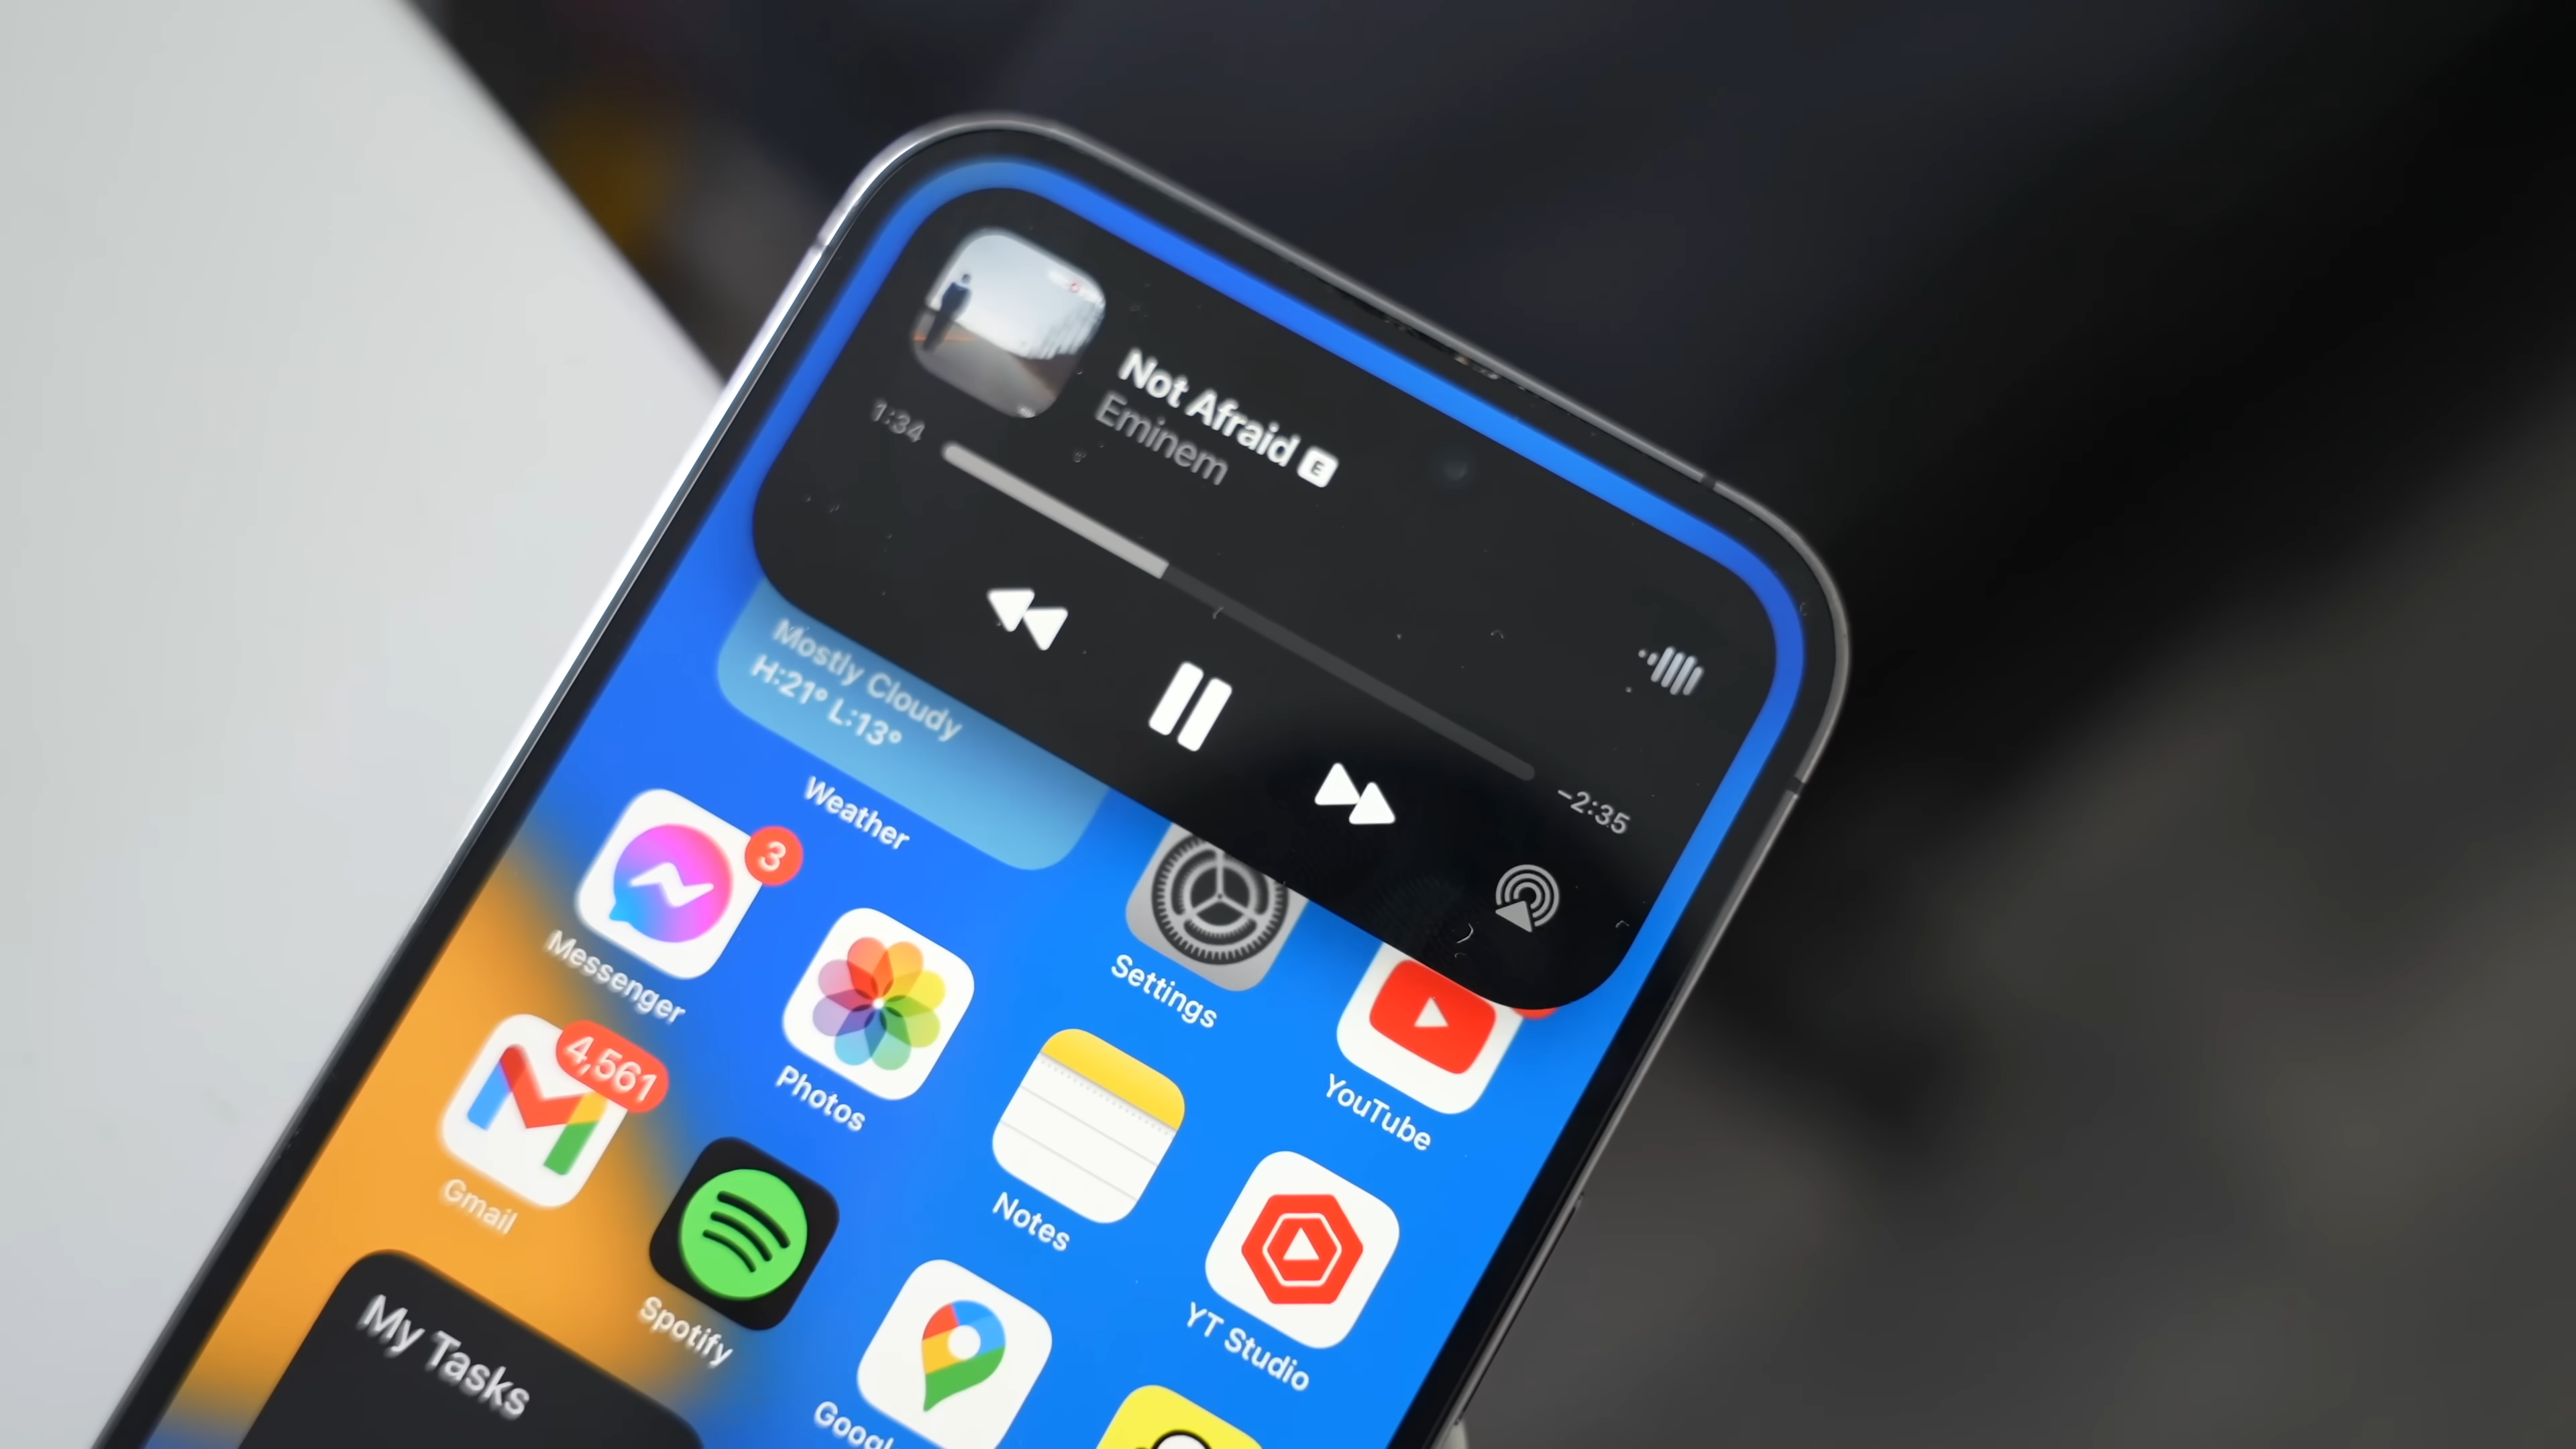 Not Afraid E
Eminem
1:34
-2:35
Mostly Cloudy
H:21° L:13°
Weather
3
Messenger
Photos
Settings
YouTube
4,561
Gmail
Spotify
Notes
YT Studio
My Tasks
Googl